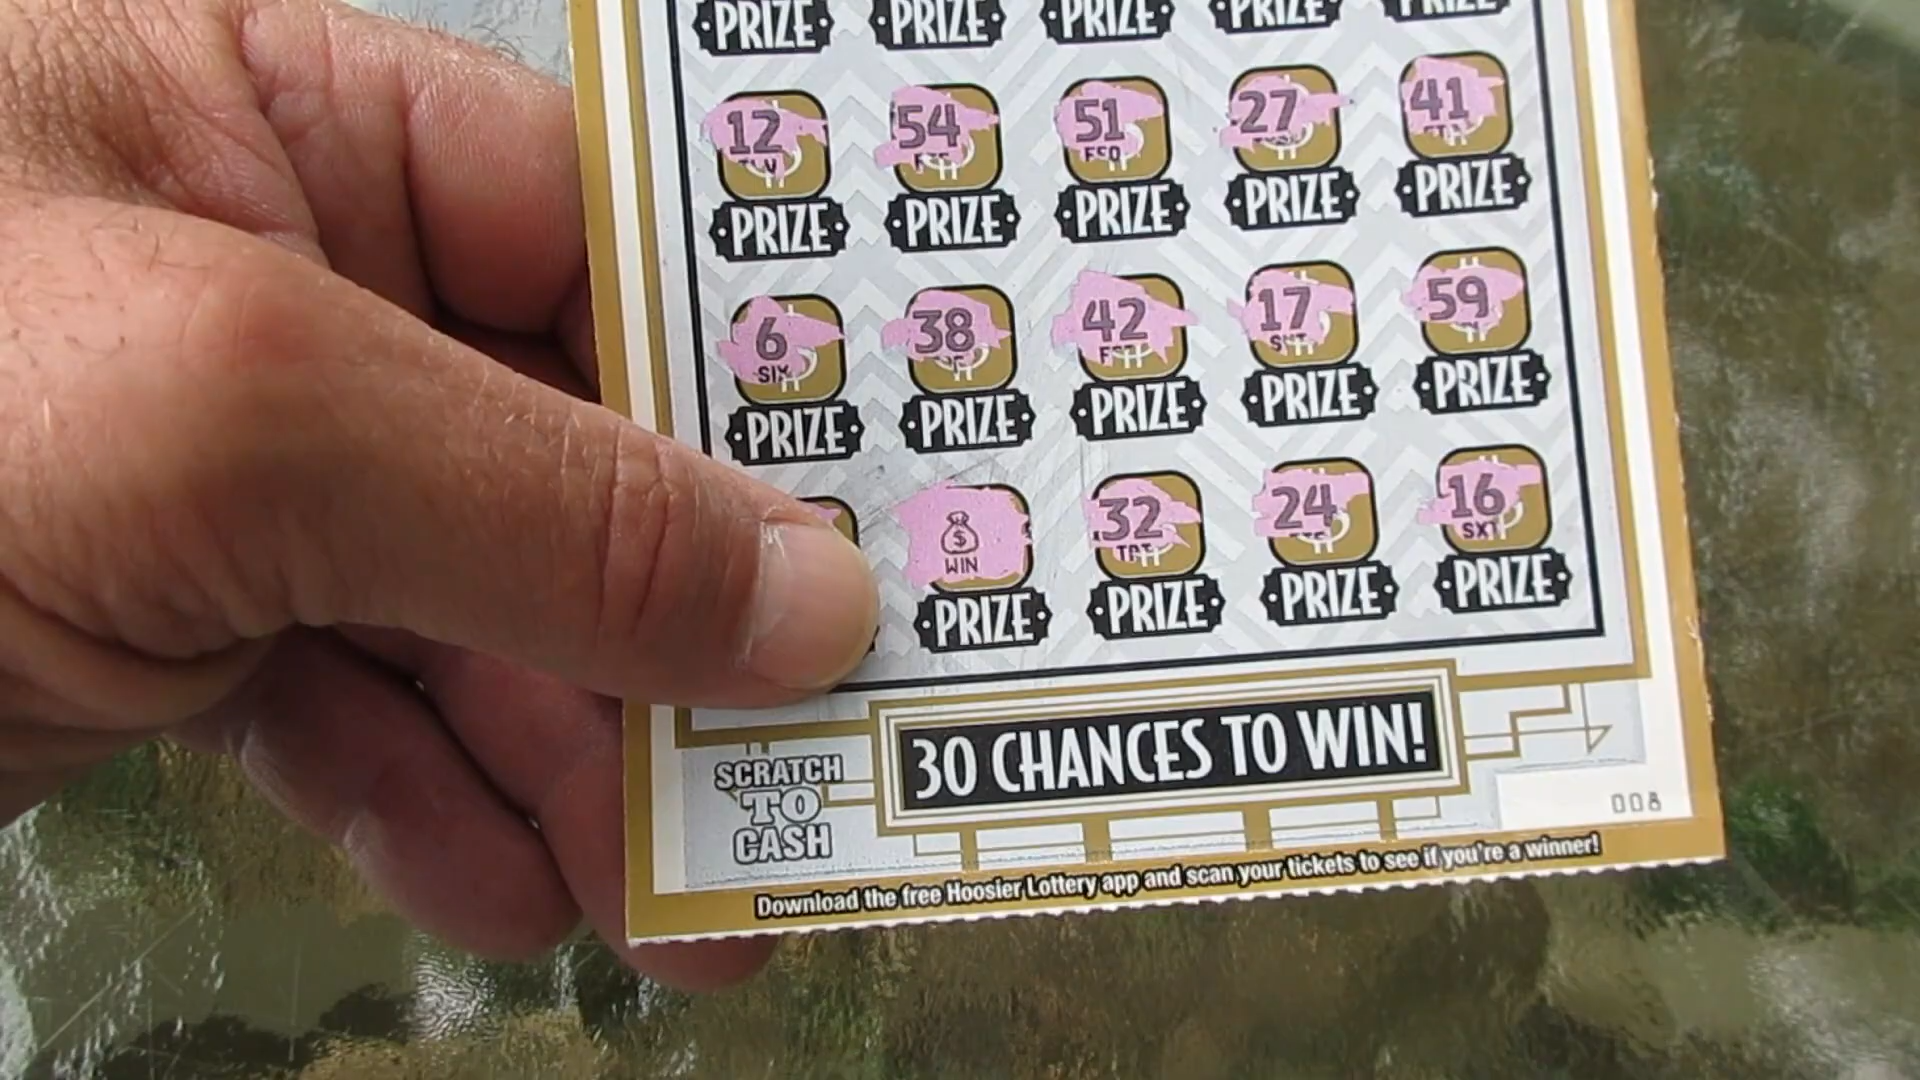 PRIZE PRIZE PRIZE PRIZE PRIZE
12 54 51 27 41
PRIZE PRIZE PRIZE PRIZE PRIZE
6 38 42 17 59
SIX
PRIZE PRIZE PRIZE PRIZE PRIZE
$ 32 24 16
WIN SXT
PRIZE PRIZE PRIZE PRIZE
30 CHANCES TO WIN!
SCRATCH
TO
CASH
008
Download the free Hoosier Lottery app and scan your tickets to see if you're a winner!